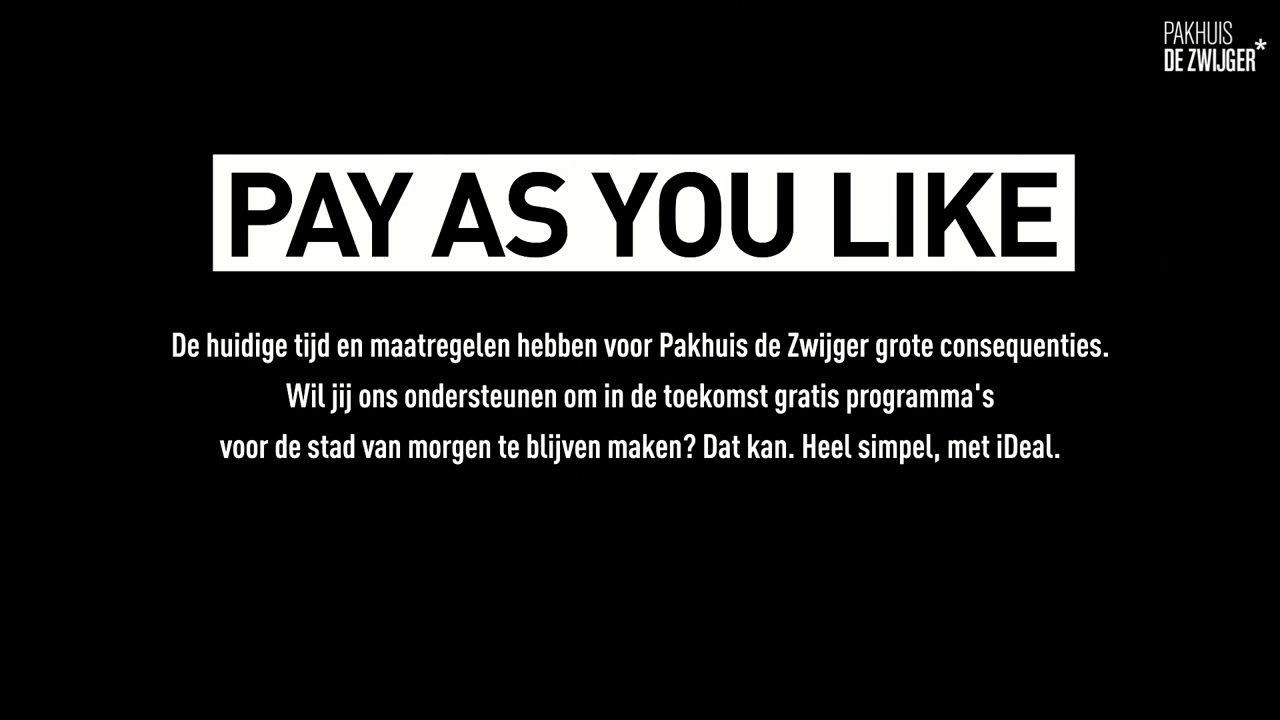 PAKHUIS
DE ZWIJGER*
PAY AS YOU LIKE
De huidige tijd en maatregelen hebben voor Pakhuis de Zwijger grote consequenties.
Wil jij ons ondersteunen om in de toekomst gratis programma's
voor de stad van morgen te blijven maken? Dat kan. Heel simpel, met iDeal.